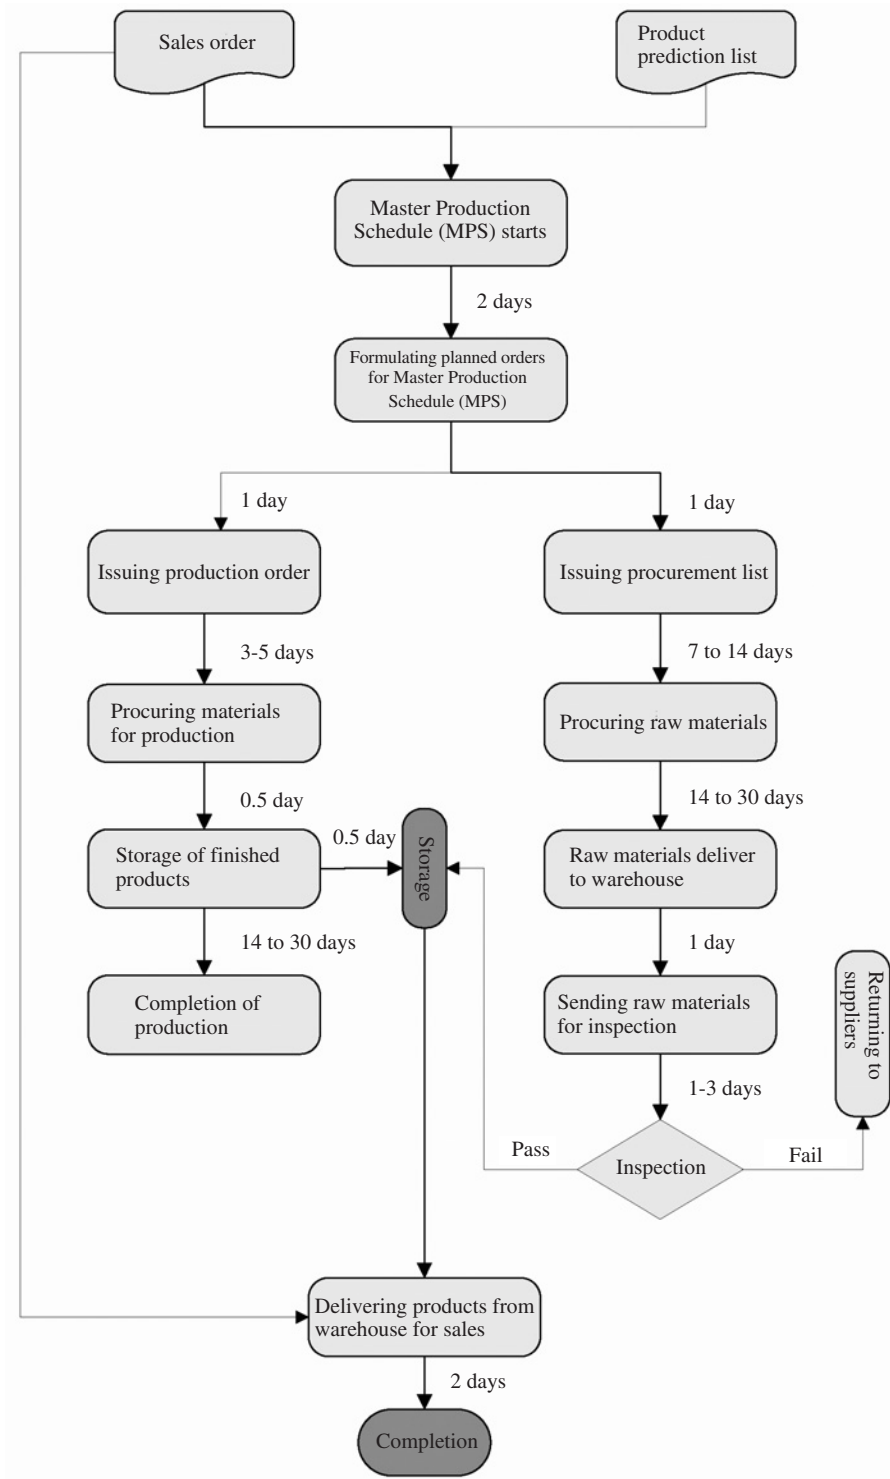 Sales order
Product
prediction list
Master Production
Schedule (MPS) starts
2 days
Formulating planned orders
for Master Production
Schedule (MPS)
1 day
1 day
Issuing production order
Issuing procurement list
3-5 days
7 to 14 days
Procuring materials
for production
Procuring raw materials
0.5 day
14 to 30 days
Storage of finished
products
0.5 day
Storage
Raw materials deliver
to warehouse
14 to 30 days
1 day
Completion of
production
Sending raw materials
for inspection
Returning to
suppliers
1-3 days
Pass
Inspection
Fail
Delivering products from
warehouse for sales
2 days
Completion